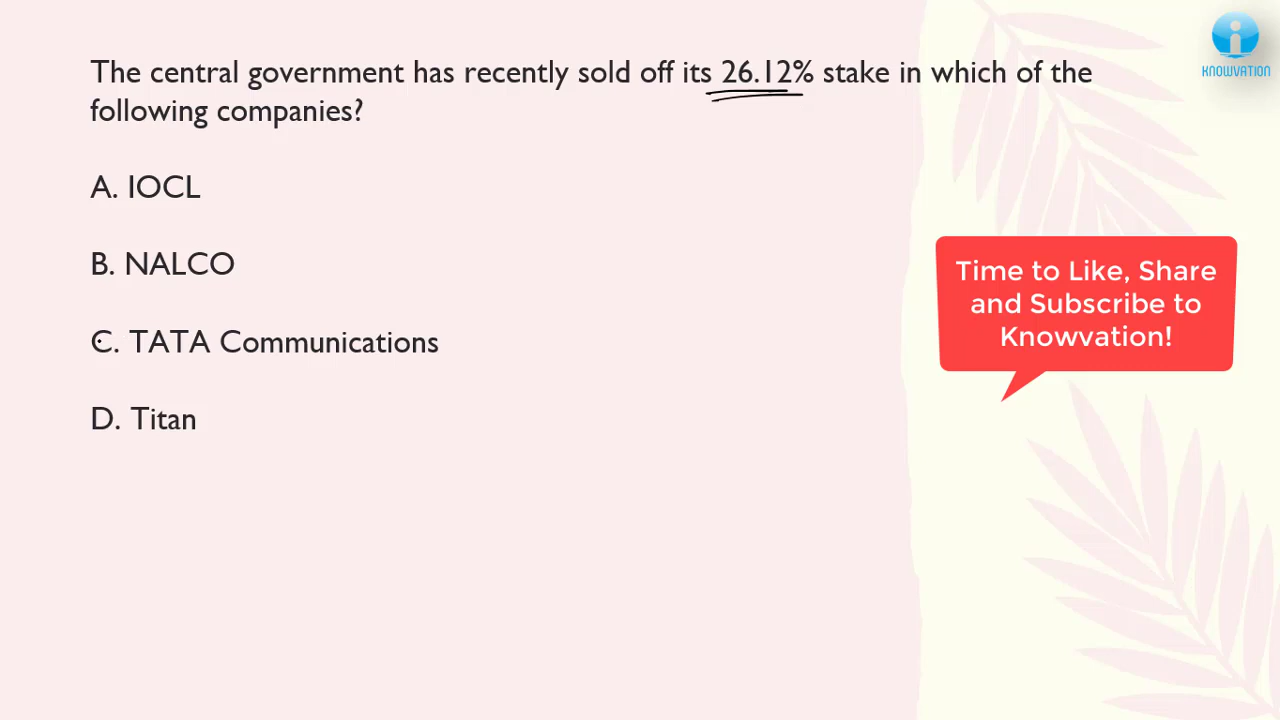 KNOWVATION
The central government has recently sold off its 26.12% stake in which of the
following companies?
A. IOCL
B. NALCO
C. TATA Communications
D. Titan
Time to Like, Share
and Subscribe to
Knowvation!